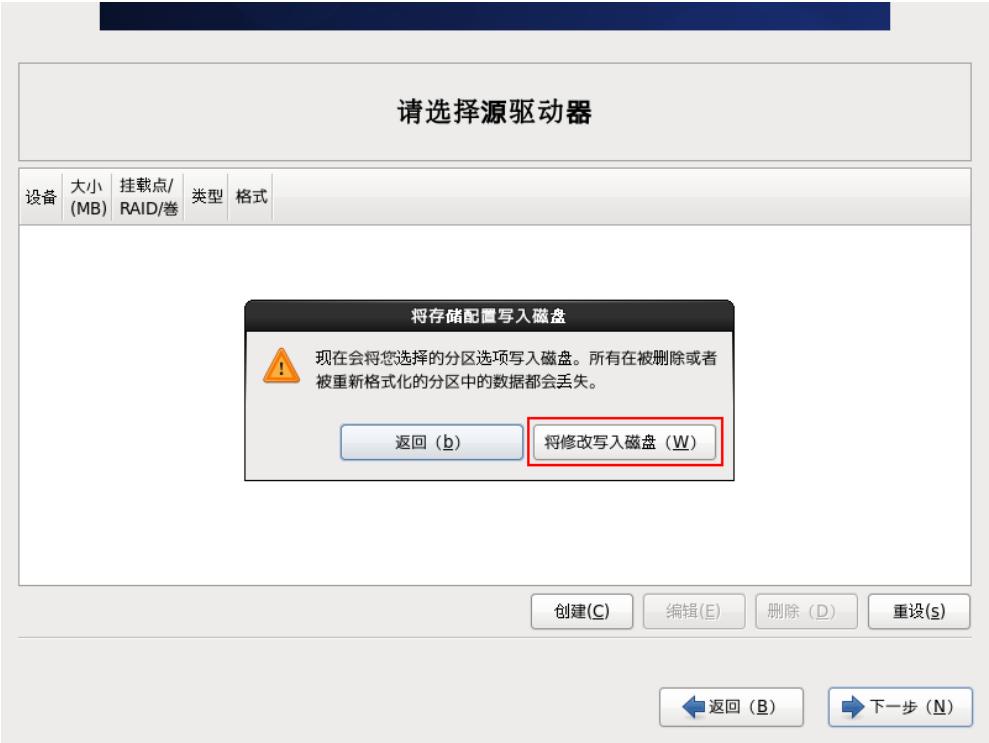 请选择源驱动器
设备
大小
(MB)
挂载点/
RAID/卷
类型
格式
将存储配置写入磁盘
现在会将您选择的分区选项写入磁盘。所有在被删除或者
被重新格式化的分区中的数据都会丢失。
返回（b）
将修改写入磁盘（W）
创建(C)
编辑(E)
删除（D）
重设(s)
返回（B）
下一步（N）